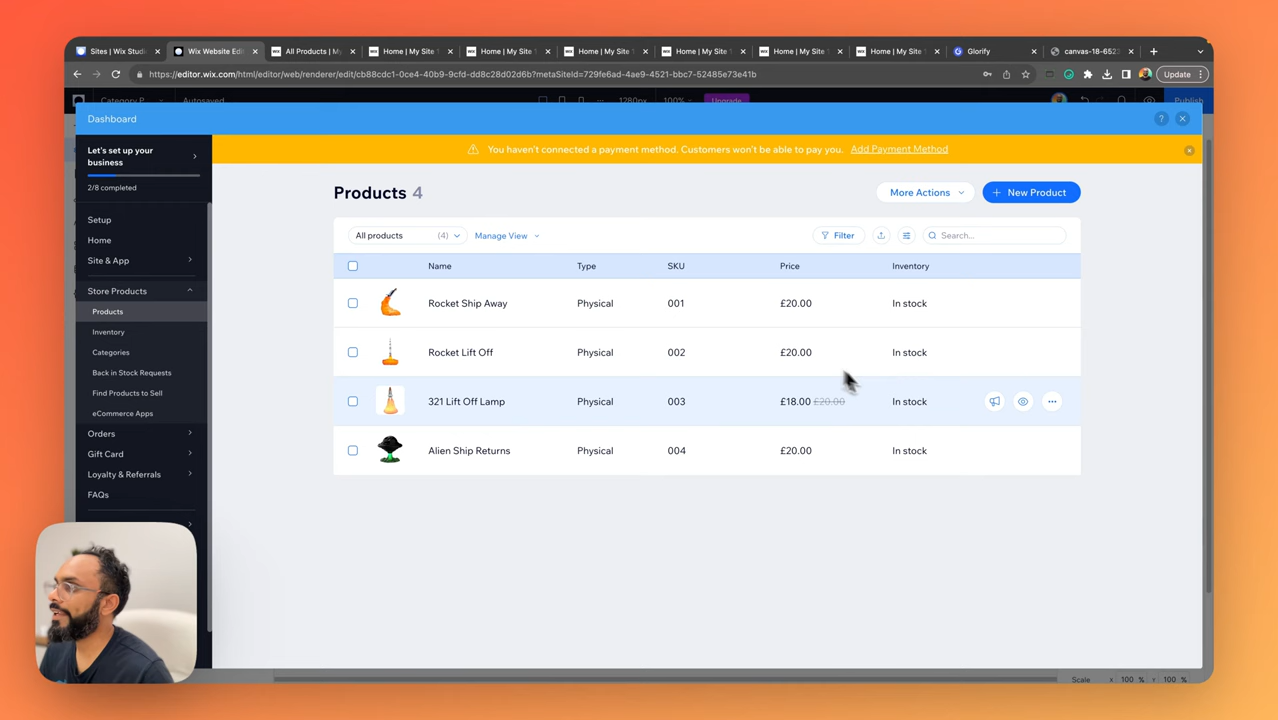 Sites | Wix Studi
Wix Website Edi
All Products | My
Home | My Site
Home | My Site 1
Home | My Site 1
Home | My Site 1
Home | My Site 1
Home | My Site 1
Glorify
canvas-18-652
https://editor.wix.com/html/editor/web/renderer/edit/cb88cdc1-0ce4-40b9-9cfd-dd8c28d02d6b?metaSiteId=729fe6ad-4ae9-4521-bbc7-52485e73e41b
Update
Category P
Autosaved
1280px
100%
Upgrade
Publish
Dashboard
?
Let's set up your
business
2/8 completed
You haven't connected a payment method. Customers won't be able to pay you. Add Payment Method
Setup
Home
Site & App
Store Products
Products
Inventory
Categories
Back in Stock Requests
Find Products to Sell
eCommerce Apps
Orders
Gift Card
Loyalty & Referrals
FAQs
Products 4
More Actions
+ New Product
All products (4)
Manage View
Filter
Search...
Name Type SKU Price Inventory
Rocket Ship Away Physical 001 £20.00 In stock
Rocket Lift Off Physical 002 £20.00 In stock
321 Lift Off Lamp Physical 003 £18.00 £20.00 In stock
Alien Ship Returns Physical 004 £20.00 In stock
Scale X 100 % Y 100 %